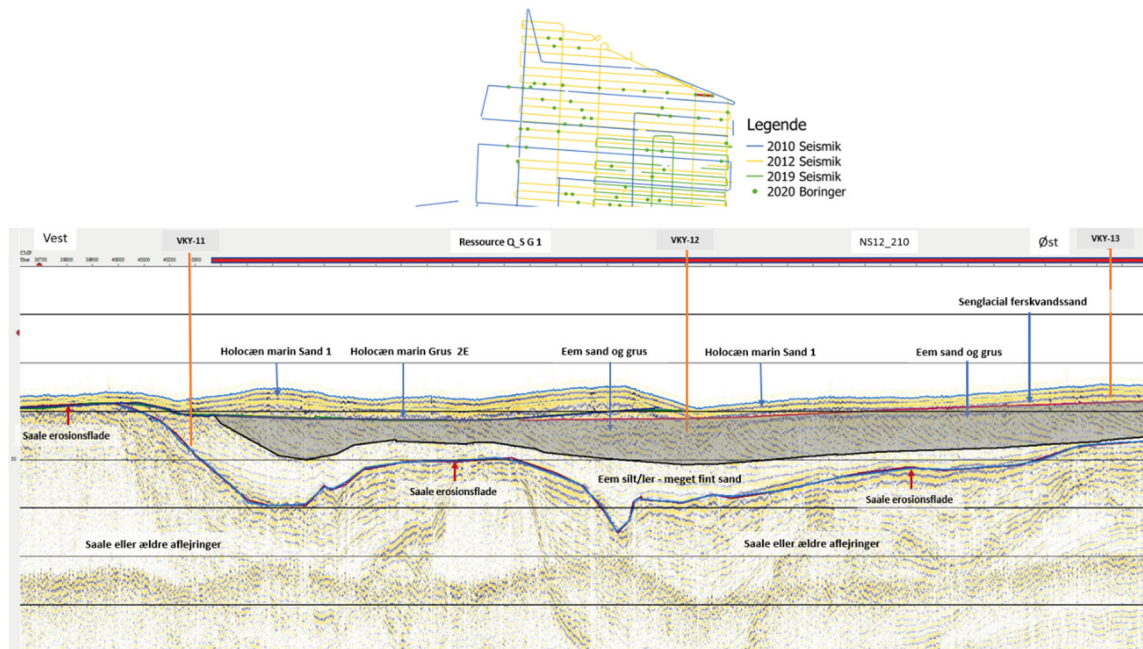 Legende
2010 Seismik
2012 Seismik
2019 Seismik
2020 Boringer
Vest
VKY-11
Ressource Q_S G 1
VKY-12
NS12_210
Øst
VKY-13
Senglacial ferskvandssand
Holocæn marin Sand 1
Holocæn marin Grus 2E
Eem sand og grus
Holocæn marin Sand 1
Eem sand og grus
Saale erosionsflade
Saale erosionsflade
Eem silt/ler - meget fint sand
Saale erosionsflade
Saale eller ældre aflejringer
Saale eller ældre aflejringer